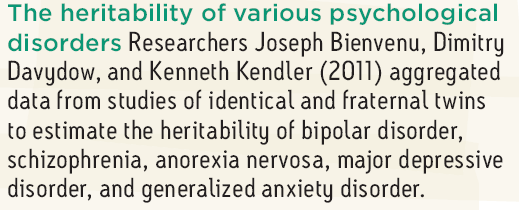 The heritability of various psychological
disorders Researchers Joseph Bienvenu, Dimitry
Davydow, and Kenneth Kendler (2011) aggregated
data from studies of identical and fraternal twins
to estimate the heritability of bipolar disorder,
schizophrenia, anorexia nervosa, major depressive
disorder, and generalized anxiety disorder.